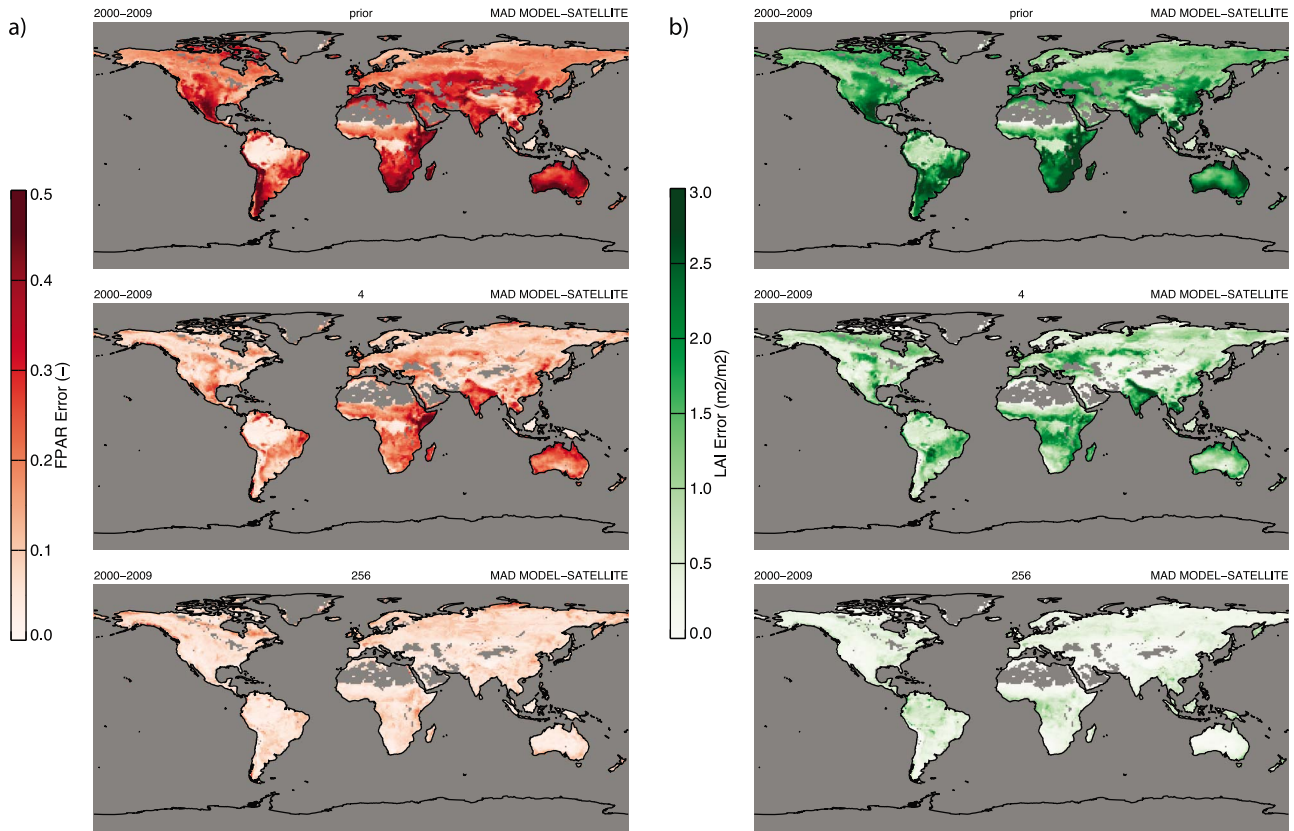 a)
2000–2009 prior MAD MODEL-SATELLITE
2000–2009 4 MAD MODEL-SATELLITE
2000–2009 256 MAD MODEL-SATELLITE
0.5
0.4
0.3
0.2
0.1
0.0
FPAR Error (–)
b)
2000–2009 prior MAD MODEL-SATELLITE
2000–2009 4 MAD MODEL-SATELLITE
2000–2009 256 MAD MODEL-SATELLITE
3.0
2.5
2.0
1.5
1.0
0.5
0.0
LAI Error (m2/m2)